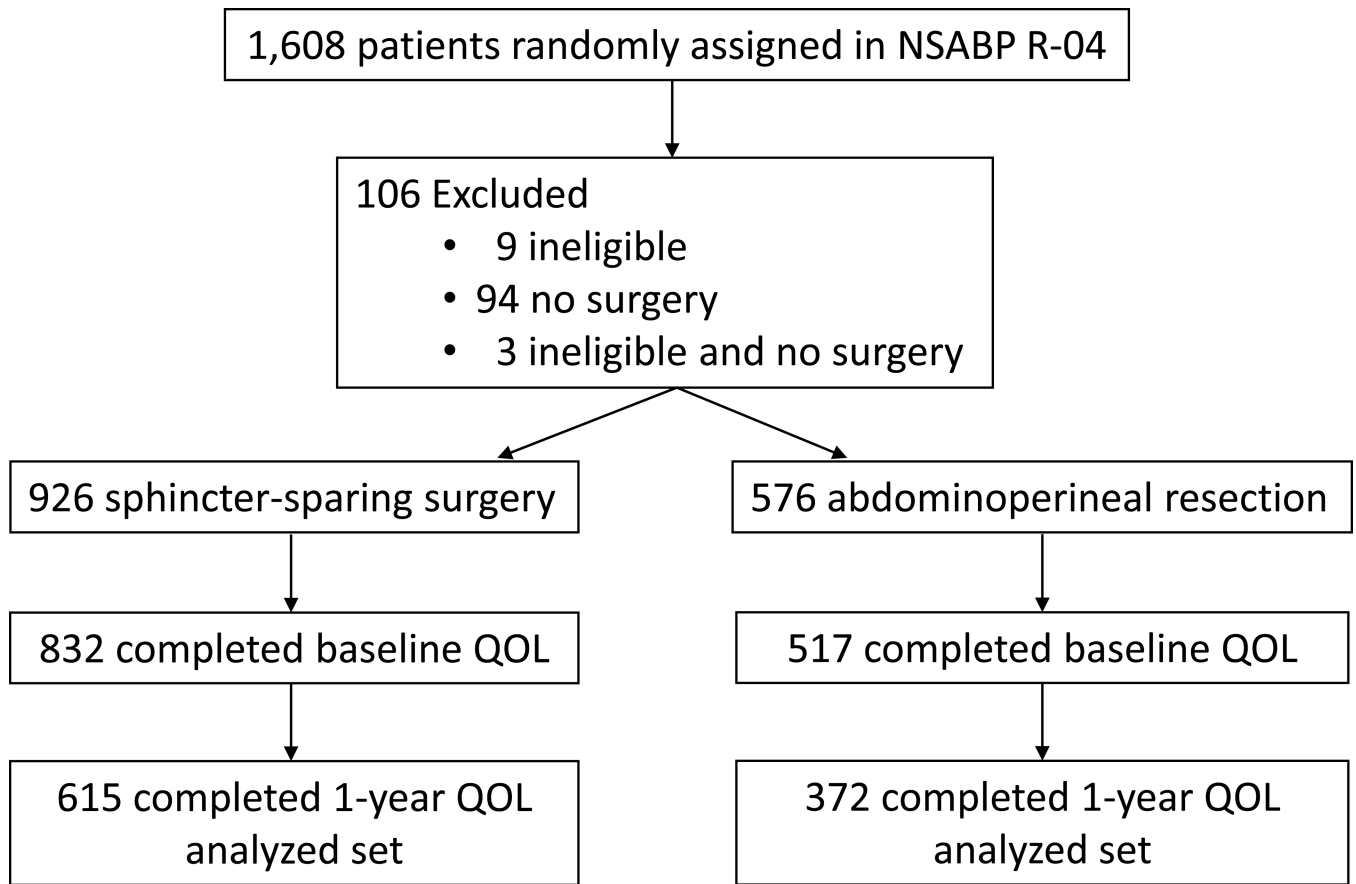 1,608 patients randomly assigned in NSABP R-04
106 Excluded
• 9 ineligible
• 94 no surgery
• 3 ineligible and no surgery
926 sphincter-sparing surgery
576 abdominoperineal resection
832 completed baseline QOL
517 completed baseline QOL
615 completed 1-year QOL
analyzed set
372 completed 1-year QOL
analyzed set